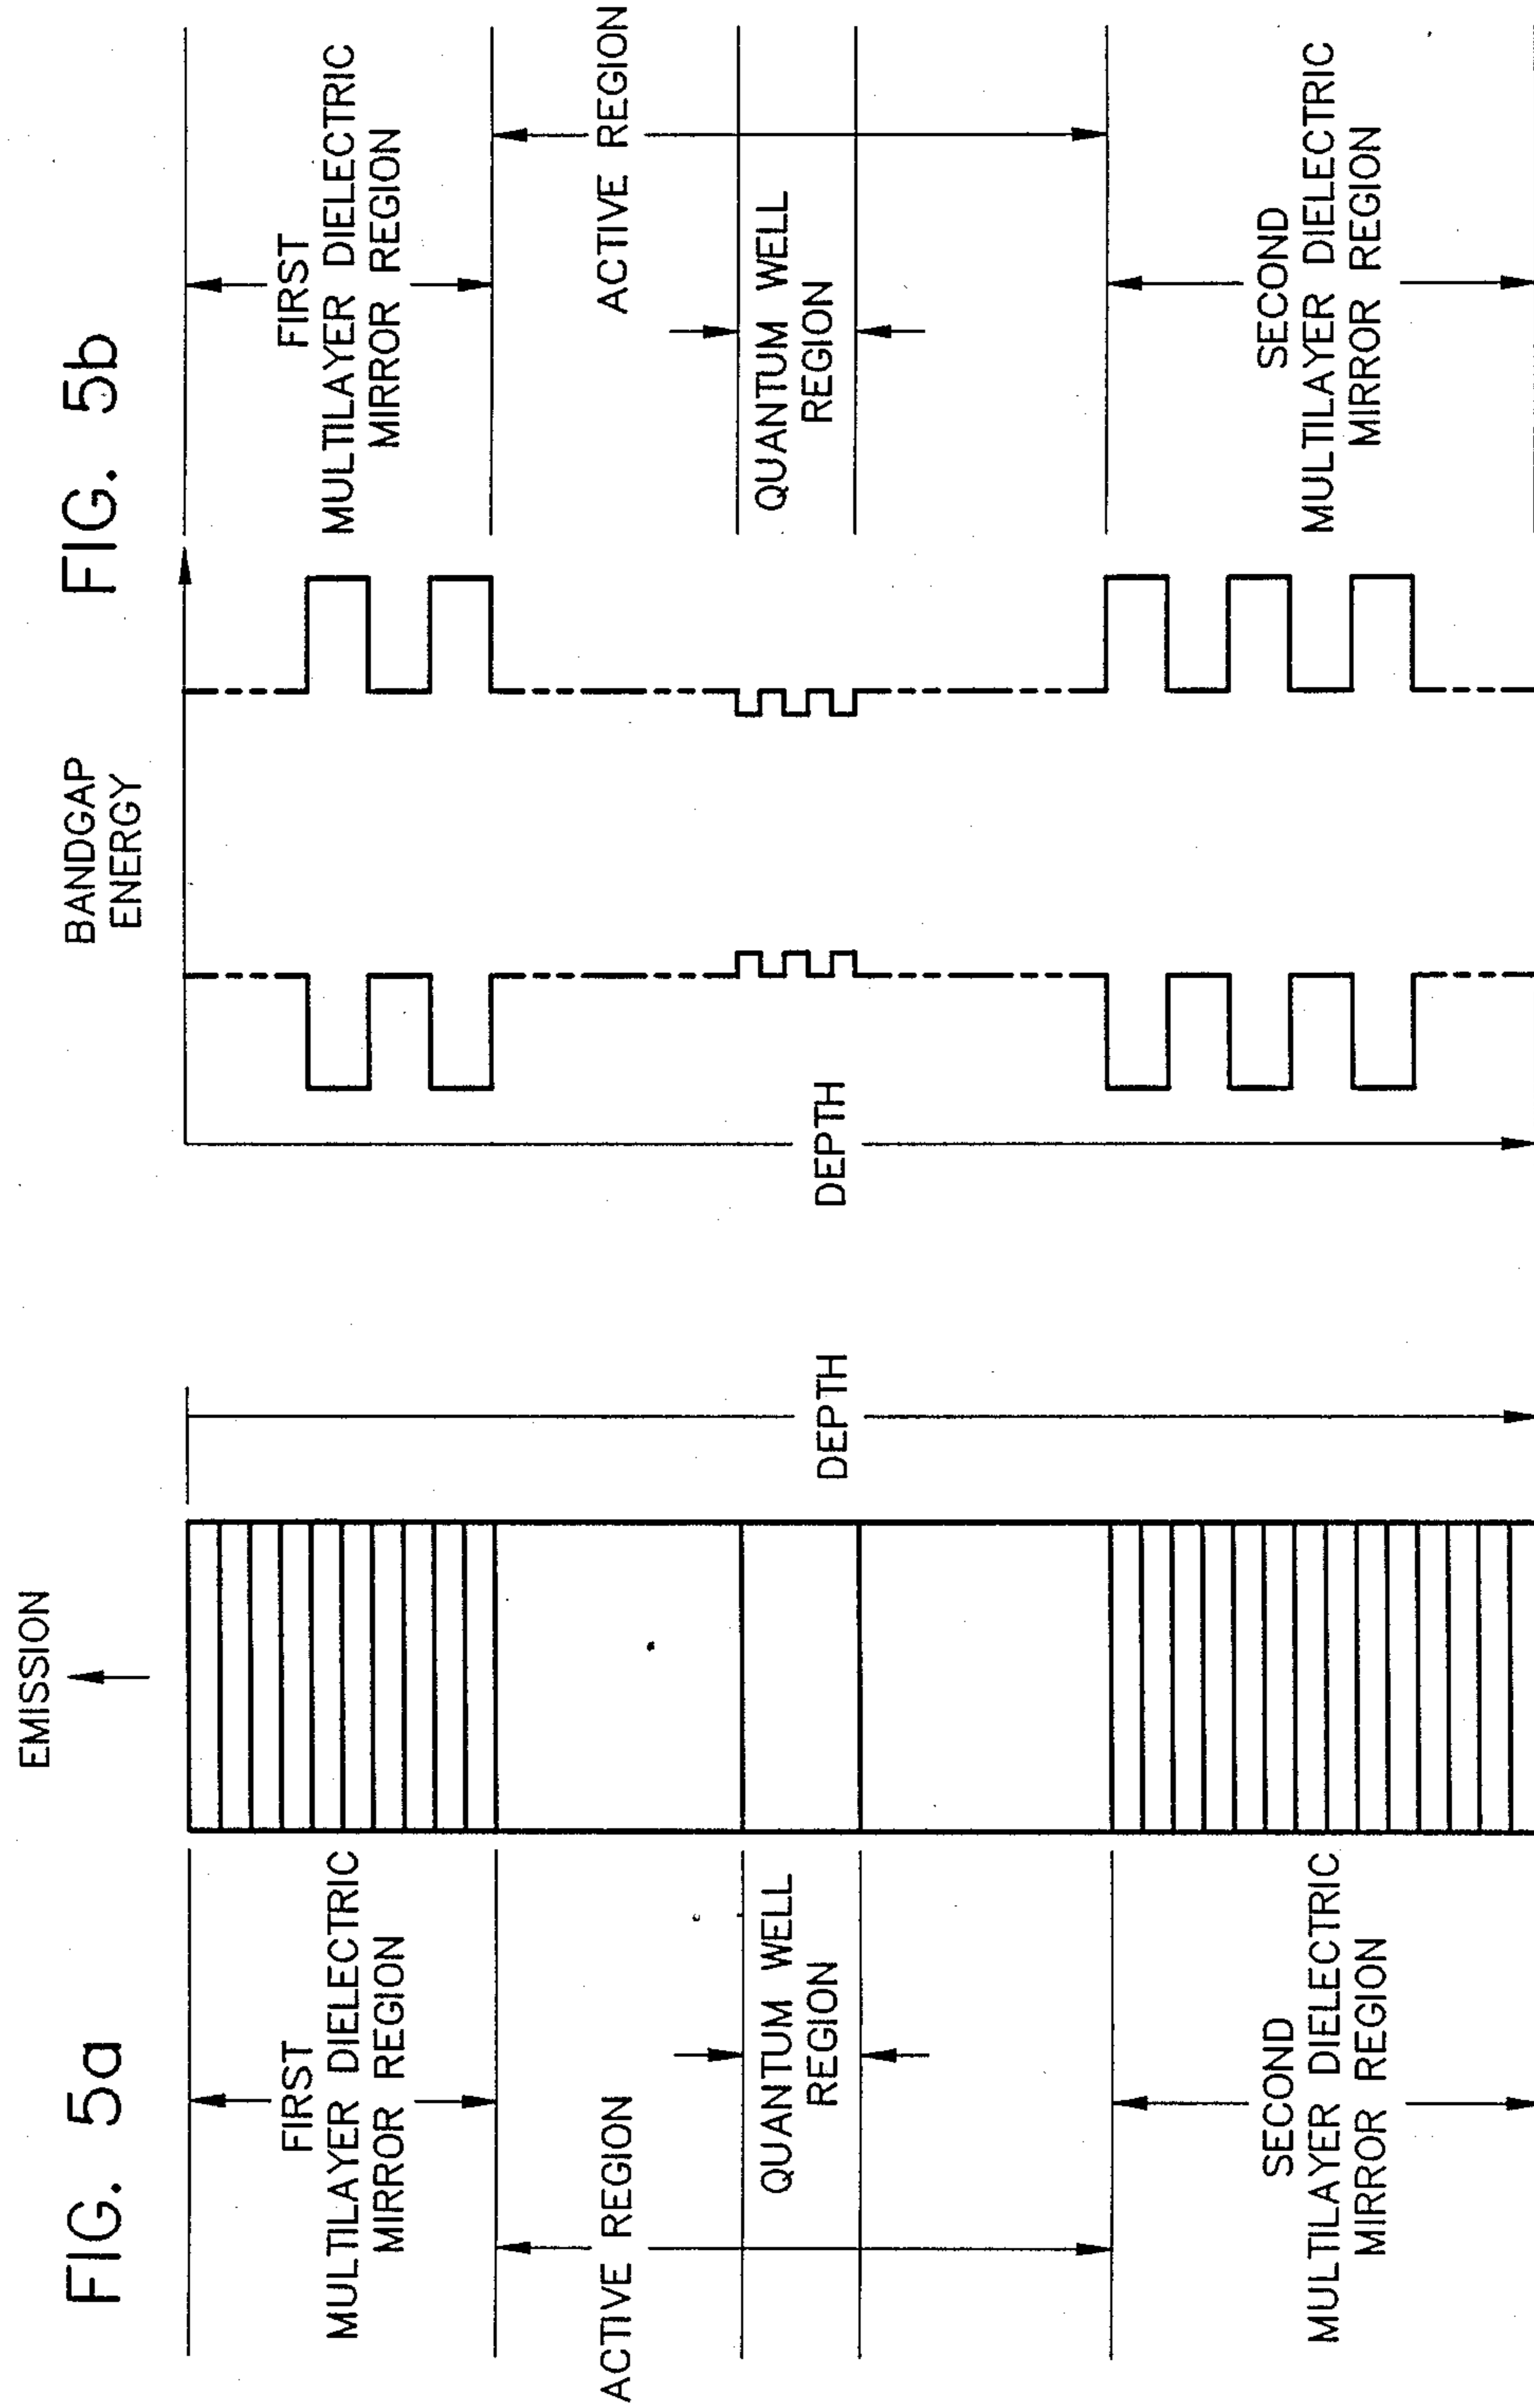 FIG. 5a
EMISSION
FIRST
MULTILAYER DIELECTRIC
MIRROR REGION
ACTIVE REGION
QUANTUM WELL
REGION
SECOND
MULTILAYER DIELECTRIC
MIRROR REGION
DEPTH
FIG. 5b
BANDGAP
ENERGY
DEPTH
FIRST
MULTILAYER DIELECTRIC
MIRROR REGION
ACTIVE REGION
QUANTUM WELL
REGION
SECOND
MULTILAYER DIELECTRIC
MIRROR REGION